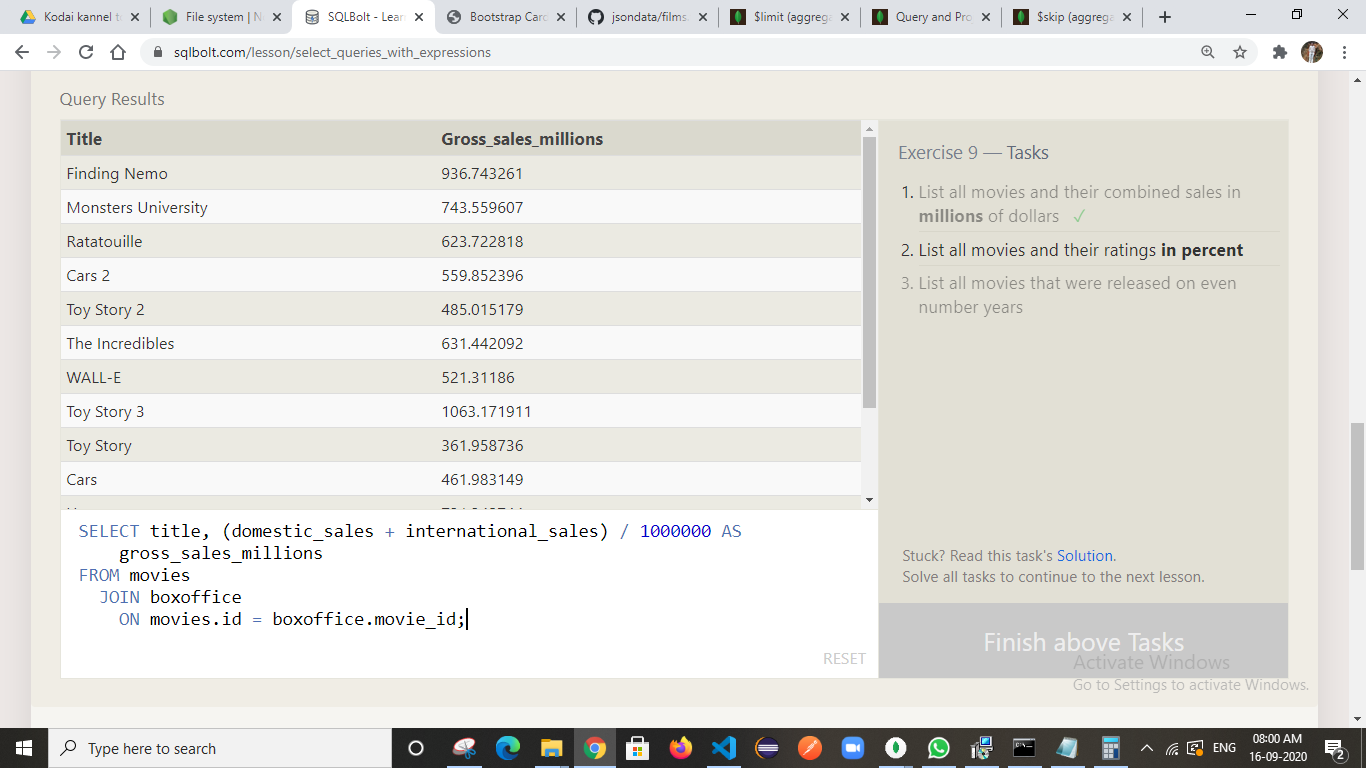 Kodai kannel t
File system | N
SQLBolt - Lear
Bootstrap Card
jsondata/films.
$limit (aggrega
Query and Pro
$skip (aggrega
sqlbolt.com/lesson/select_queries_with_expressions
Query Results
Title Gross_sales_millions
Finding Nemo 936.743261
Monsters University 743.559607
Ratatouille 623.722818
Cars 2 559.852396
Toy Story 2 485.015179
The Incredibles 631.442092
WALL-E 521.31186
Toy Story 3 1063.171911
Toy Story 361.958736
Cars 461.983149
SELECT title, (domestic_sales + international_sales) / 1000000 AS
gross_sales_millions
FROM movies
JOIN boxoffice
ON movies.id = boxoffice.movie_id;
RESET
Exercise 9 — Tasks
1. List all movies and their combined sales in
millions of dollars ✓
2. List all movies and their ratings in percent
3. List all movies that were released on even
number years
Stuck? Read this task's Solution.
Solve all tasks to continue to the next lesson.
Finish above Tasks
Activate Windows
Go to Settings to activate Windows.
Type here to search
ENG
08:00 AM
16-09-2020
2